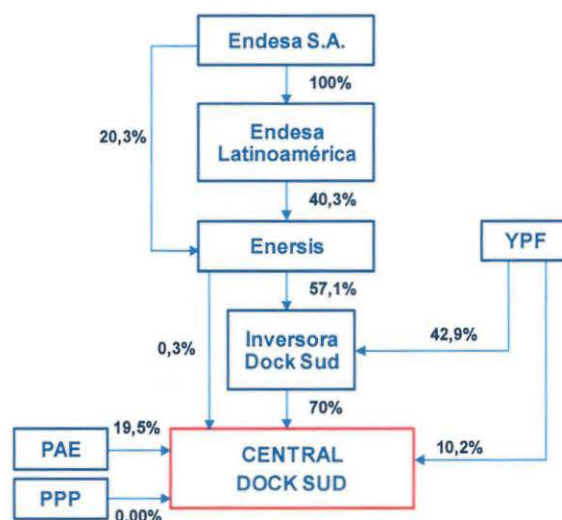 Endesa S.A.
100%
20,3%
Endesa
Latinoamérica
40,3%
Enersis
YPF
57,1%
0,3%
Inversora
Dock Sud
42,9%
70%
19,5%
PAE
CENTRAL
DOCK SUD
10,2%
PPP
0,00%